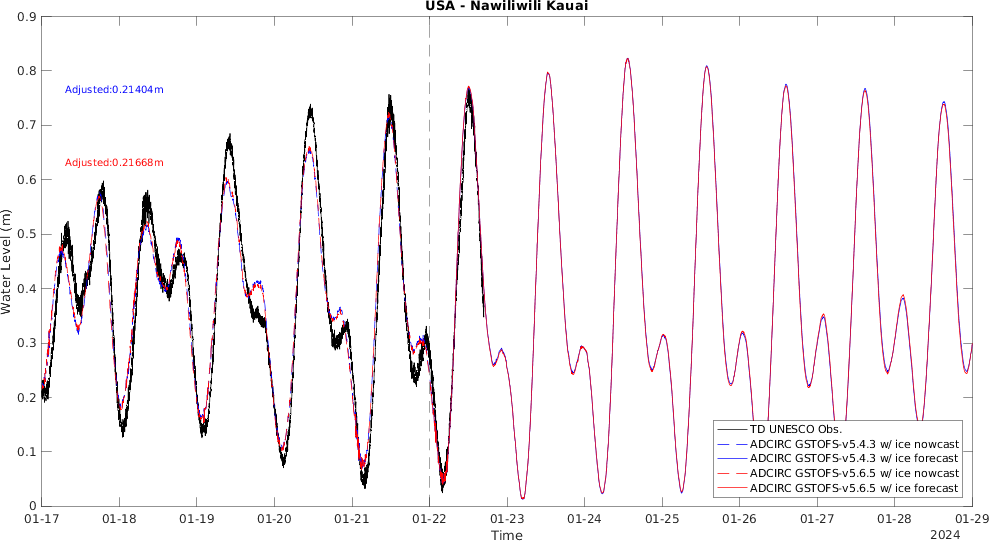 USA - Nawiliwili Kauai
0.9
0.8
0.7
0.6
0.5
0.4
0.3
0.2
0.1
0
Water Level (m)
Adjusted:0.21404m
Adjusted:0.21668m
TD UNESCO Obs.
ADCIRC GSTOFS-v5.4.3 w/ ice nowcast
ADCIRC GSTOFS-v5.4.3 w/ ice forecast
ADCIRC GSTOFS-v5.6.5 w/ ice nowcast
ADCIRC GSTOFS-v5.6.5 w/ ice forecast
01-17 01-18 01-19 01-20 01-21 01-22 01-23 01-24 01-25 01-26 01-27 01-28 01-29
Time
2024